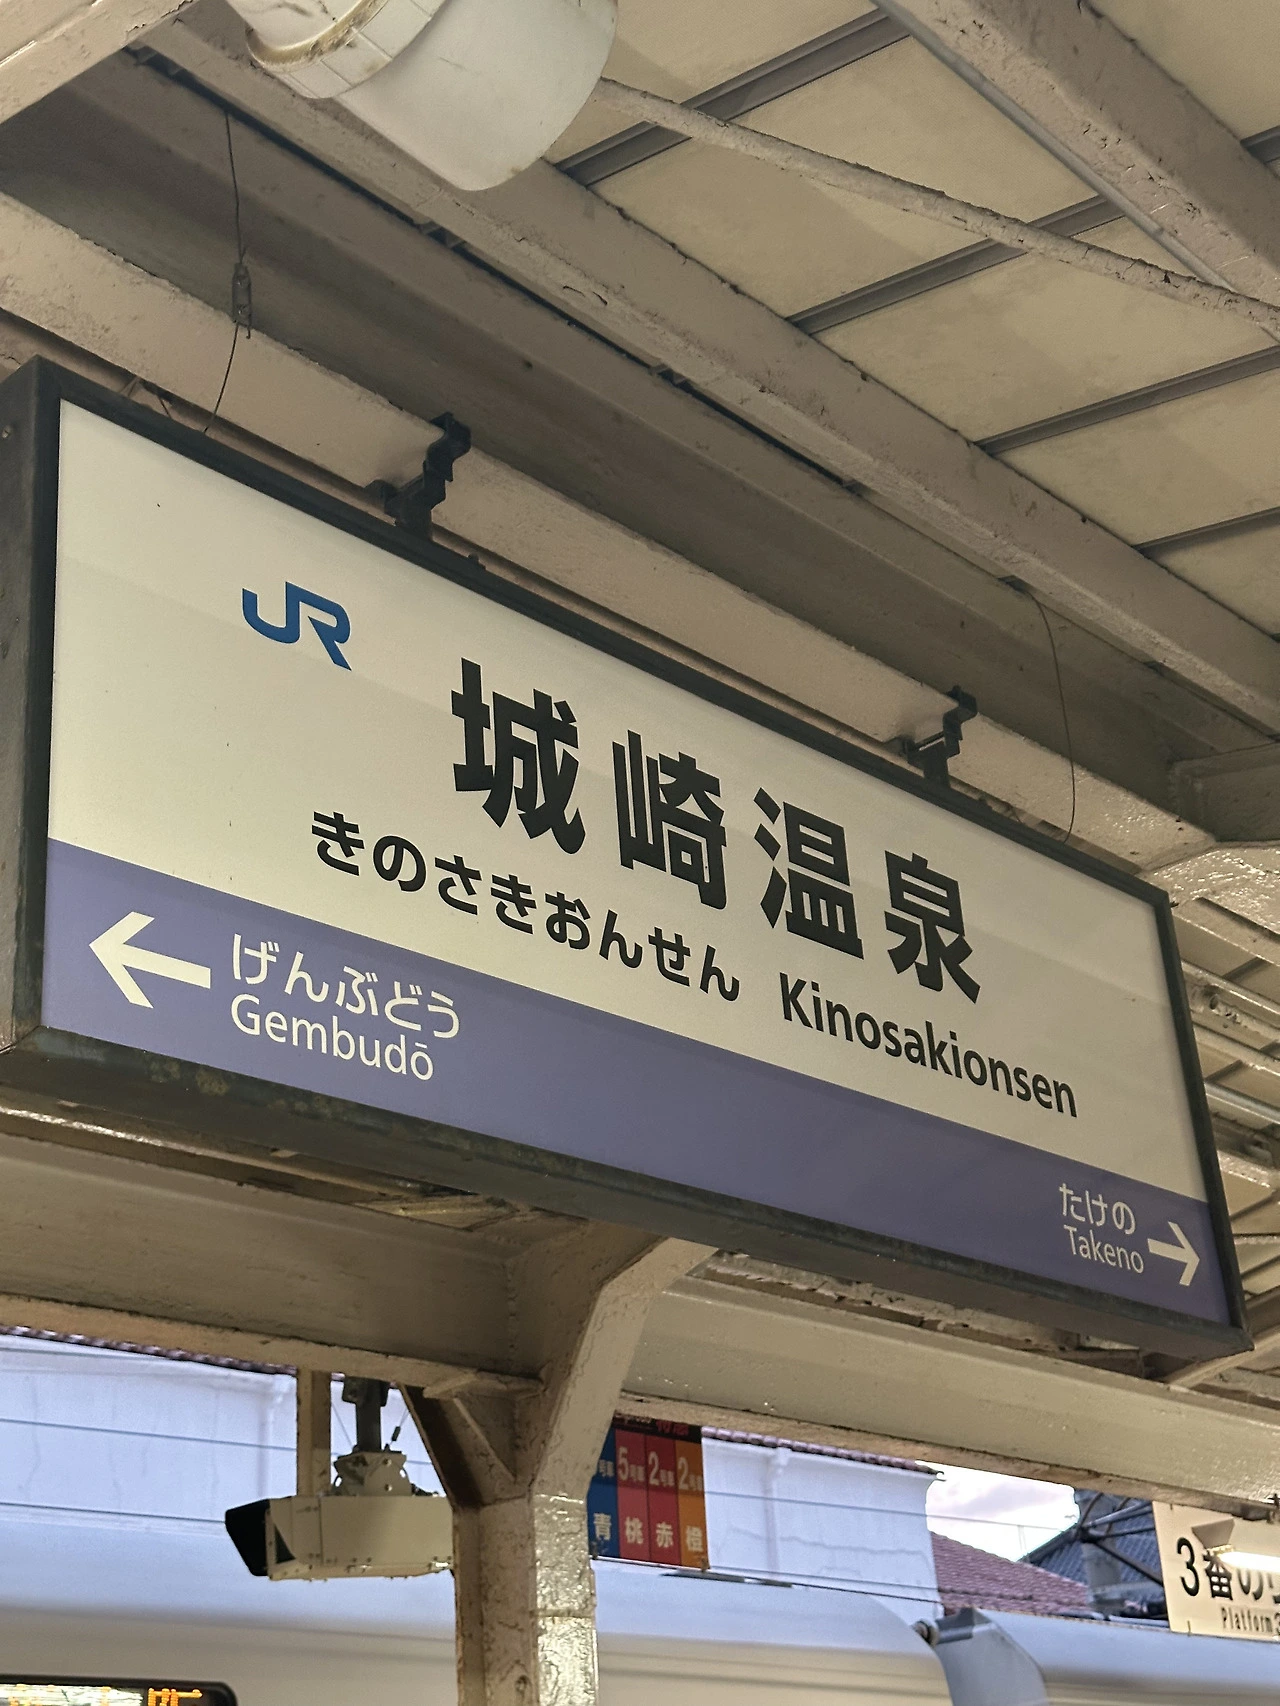 JR
城崎温泉
きのさきおんせん Kinosakionsen
← げんぶどう
Gembudō
たけの →
Takeno
5号車 2号車 2号車
青 桃 赤 橙
3番の
Platform 3